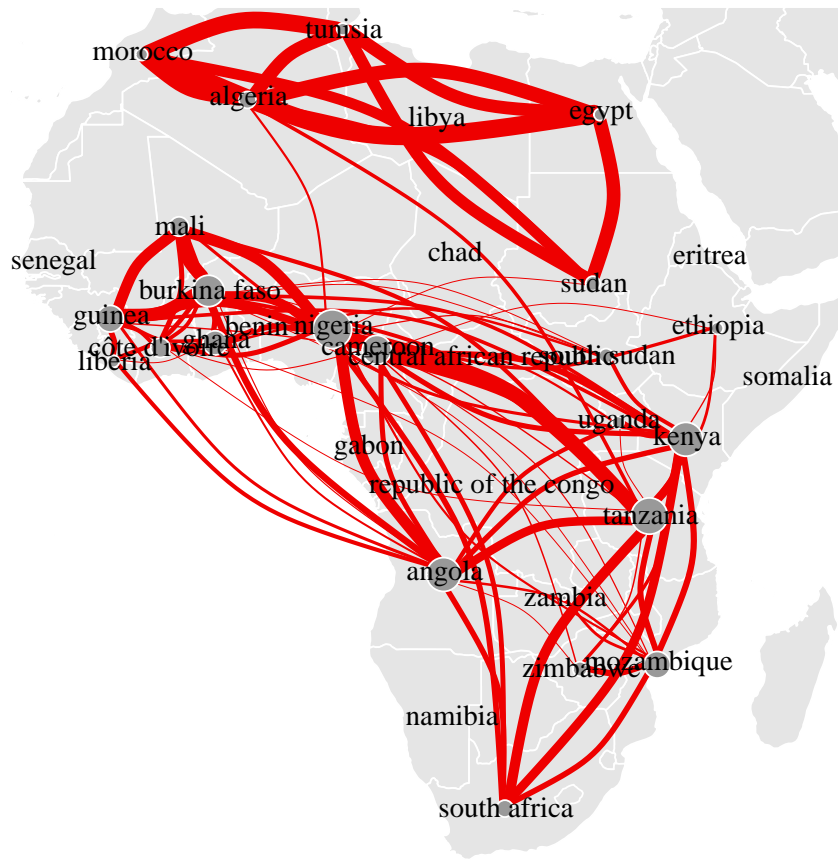 tunisia
morocco
algeria
egypt
libya
mali
chad
eritrea
senegal
sudan
burkina faso
guinea
benin
nigeria
ethiopia
ghana
côte d'ivoire
cameroon
central african republic
south sudan
liberia
somalia
uganda
kenya
gabon
republic of the congo
tanzania
angola
zambia
zimbabwe
mozambique
namibia
south africa